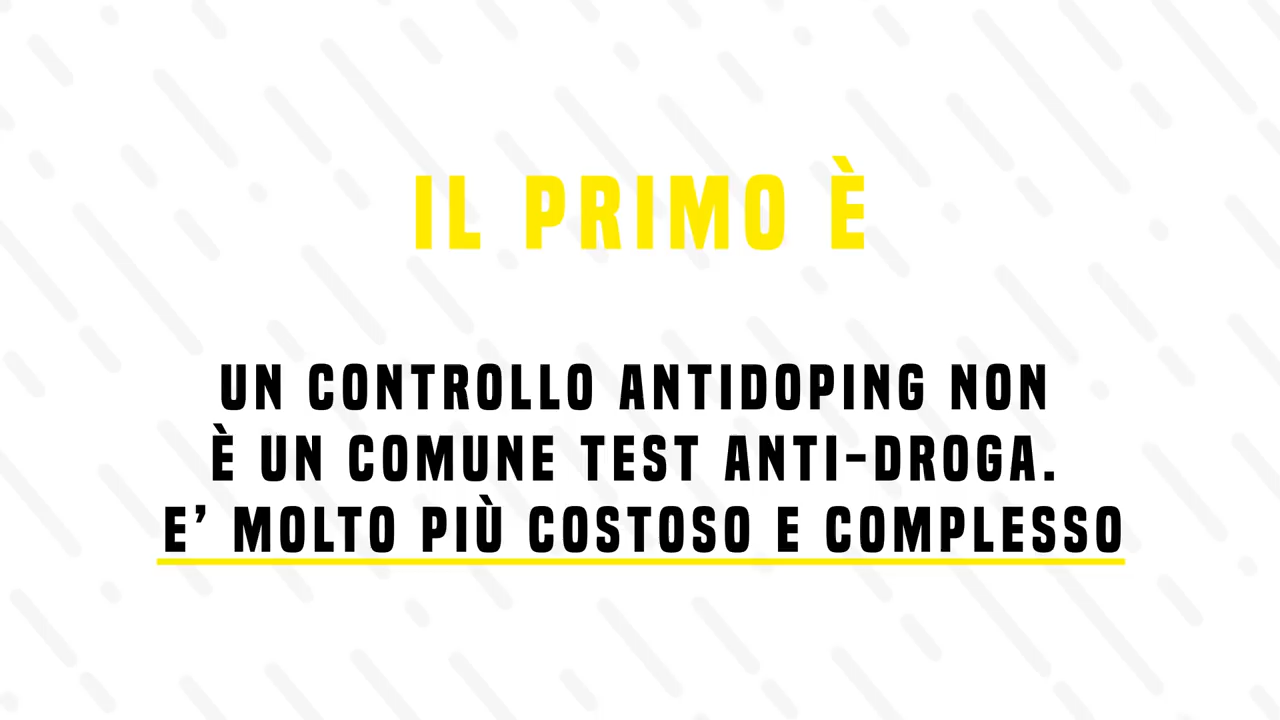 IL PRIMO È
UN CONTROLLO ANTIDOPING NON
È UN COMUNE TEST ANTI-DROGA.
E’ MOLTO PIÙ COSTOSO E COMPLESSO